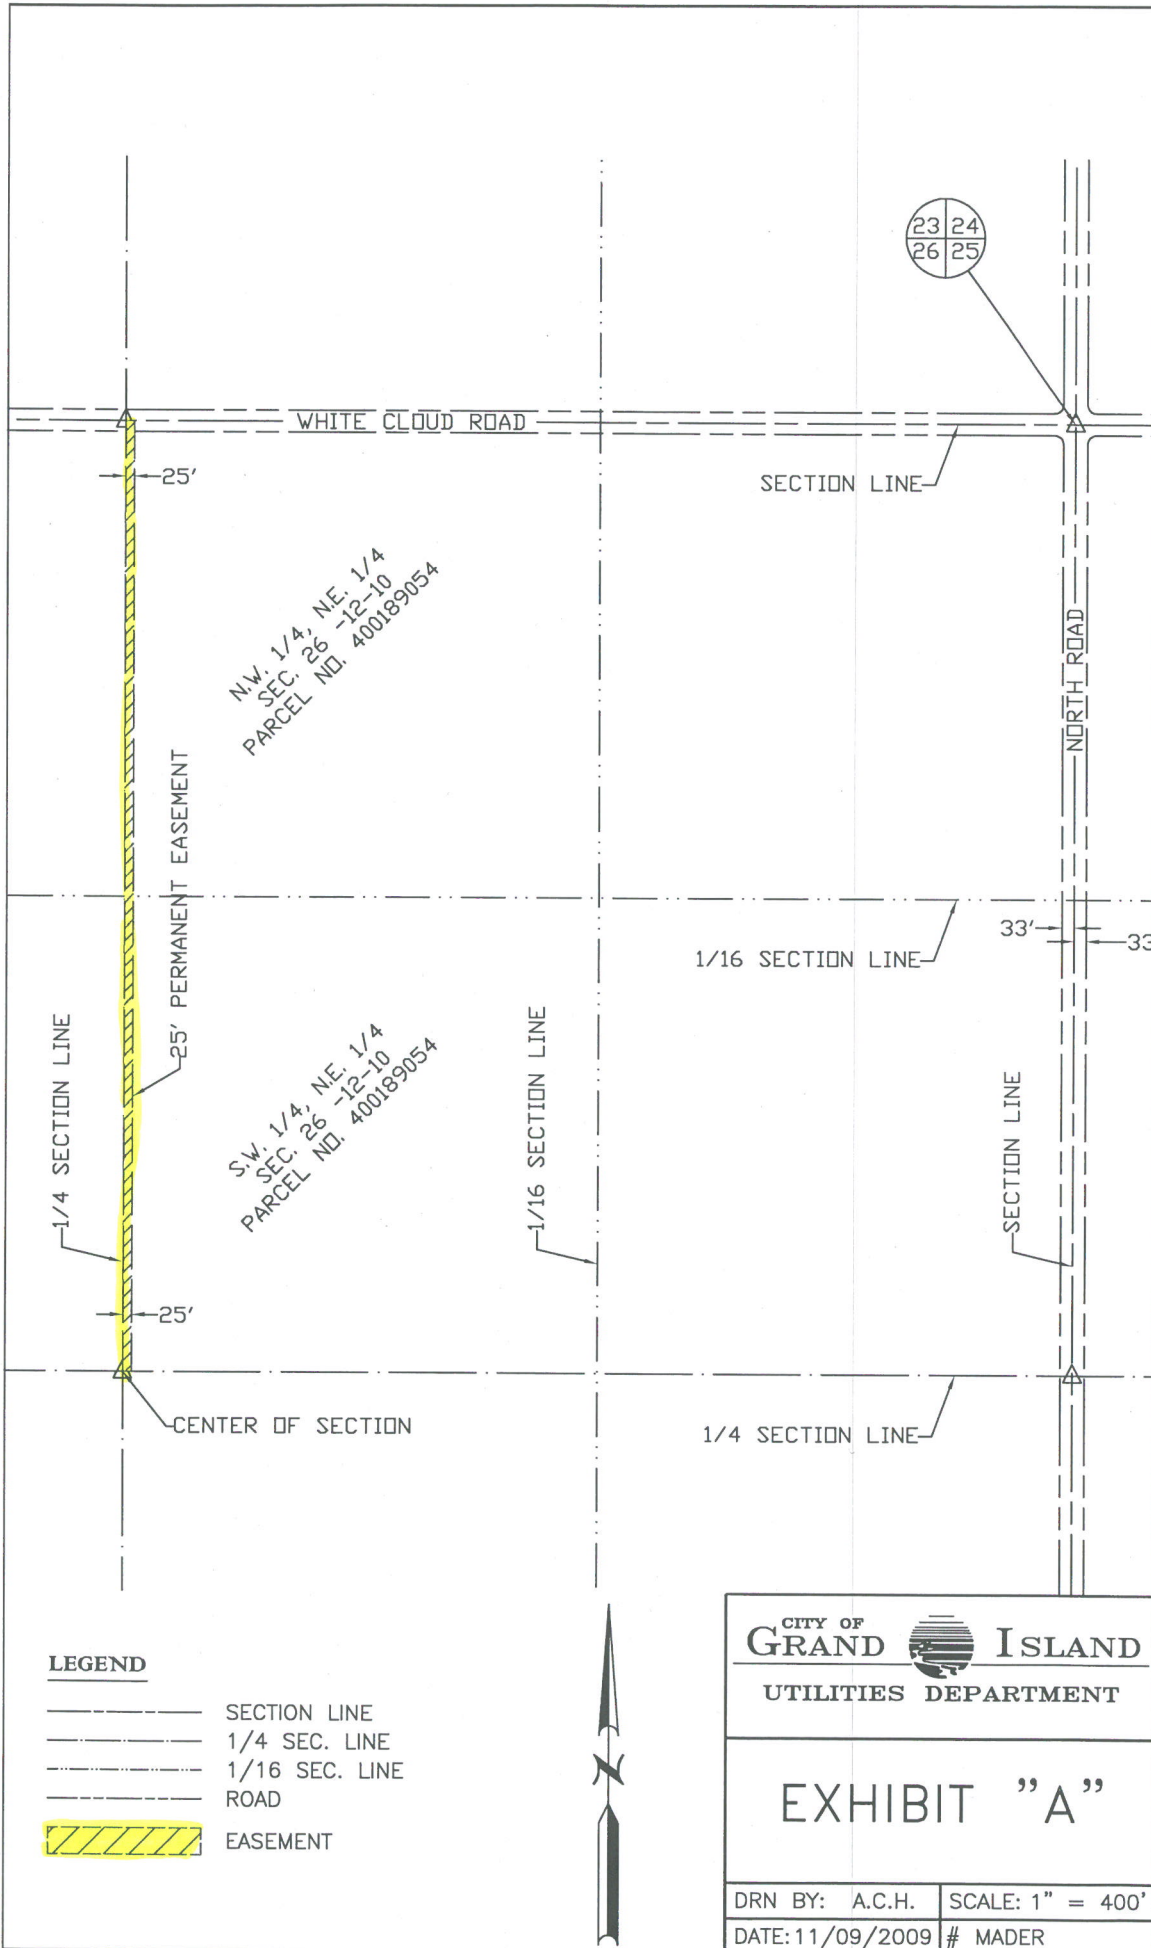 23 24
26 25
WHITE CLOUD ROAD
25'
SECTION LINE
N.W. 1/4, N.E. 1/4
SEC. 26 -12-10
PARCEL NO. 400189054
NORTH ROAD
25' PERMANENT EASEMENT
33'
33
1/16 SECTION LINE
1/4 SECTION LINE
S.W. 1/4, N.E. 1/4
SEC. 26 -12-10
PARCEL NO. 400189054
1/16 SECTION LINE
SECTION LINE
25'
CENTER OF SECTION
1/4 SECTION LINE
LEGEND
SECTION LINE
1/4 SEC. LINE
1/16 SEC. LINE
ROAD
EASEMENT
N
CITY OF
GRAND ISLAND
UTILITIES DEPARTMENT
EXHIBIT "A"
DRN BY: A.C.H.
SCALE: 1" = 400'
DATE: 11/09/2009
# MADER